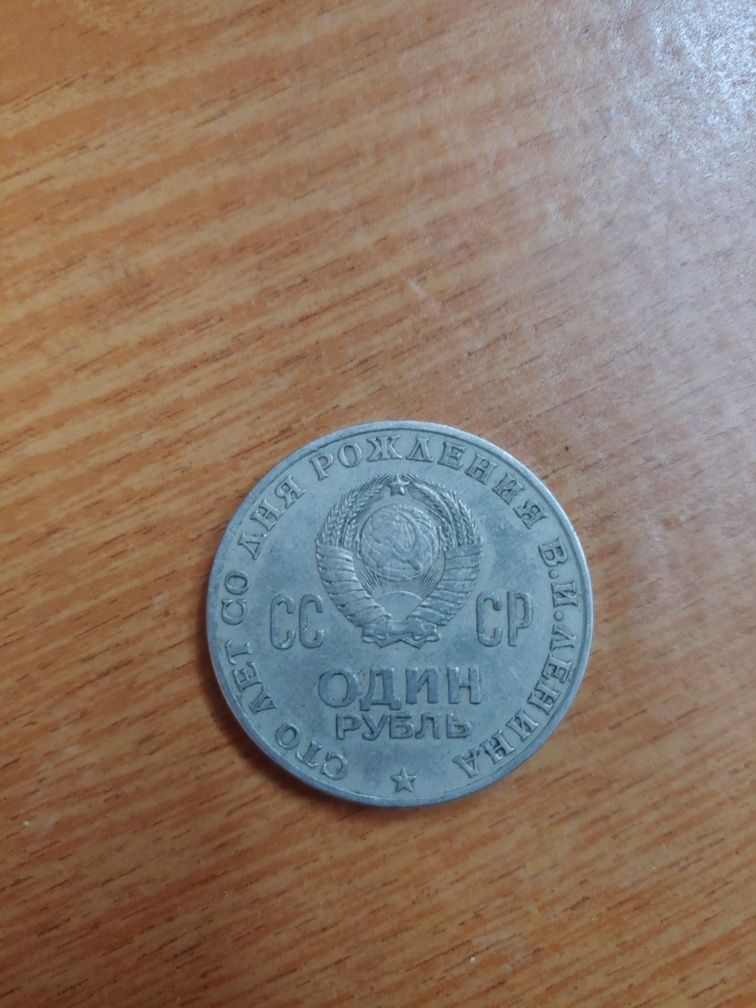 СТО ЛЕТ СО ДНЯ РОЖДЕНИЯ В.И.ЛЕНИНА
СС СР
ОДИН
РУБЛЬ